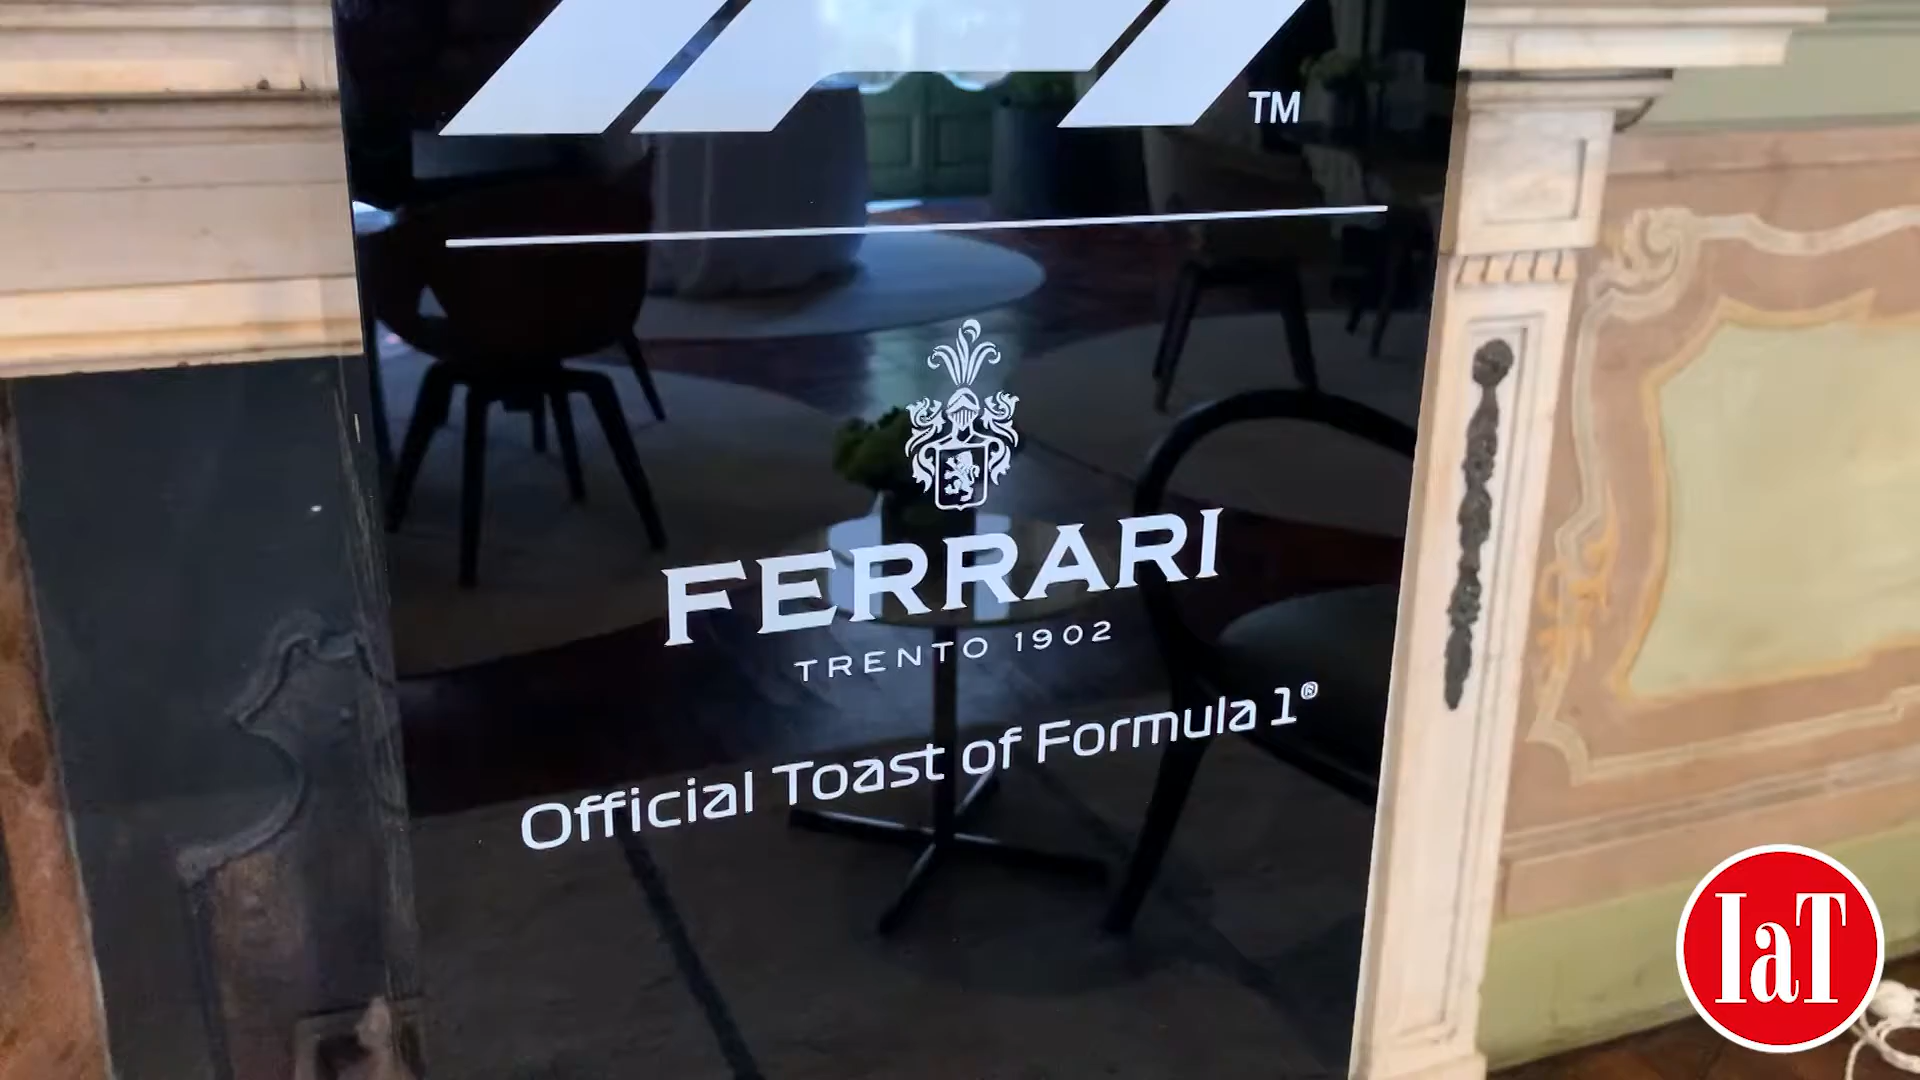 TM
FERRARI
TRENTO 1902
Official Toast of Formula 1®
IaT